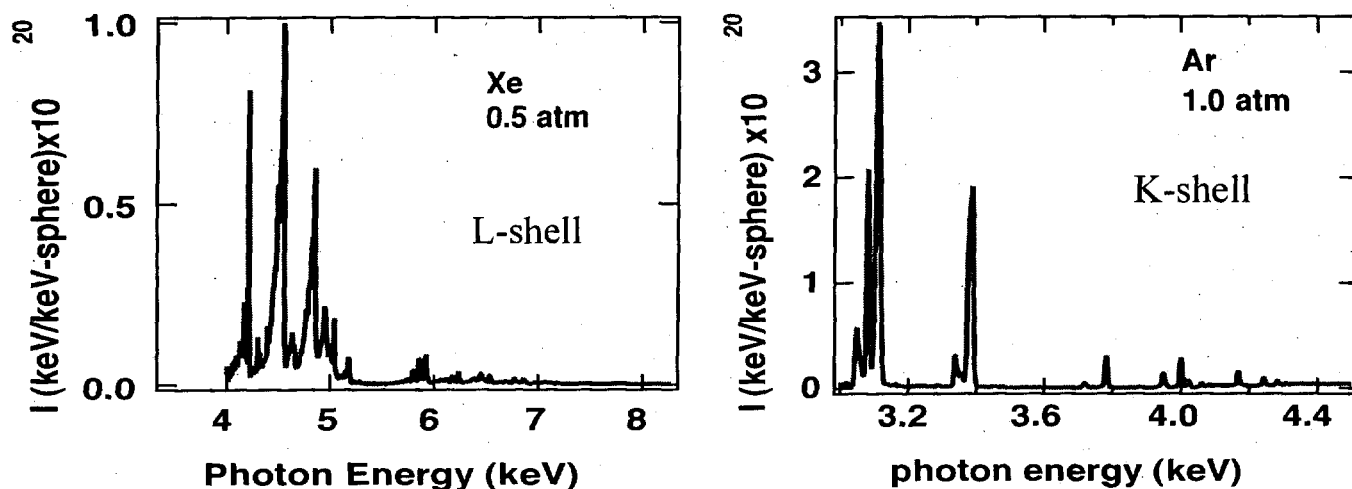 I (keV/keV-sphere)x10
20
1.0
0.5
0.0
Xe
0.5 atm
L-shell
4
5
6
7
8
Photon Energy (keV)
I (keV/keV-sphere) x10
20
3
2
1
0
Ar
1.0 atm
K-shell
3.2
3.6
4.0
4.4
photon energy (keV)